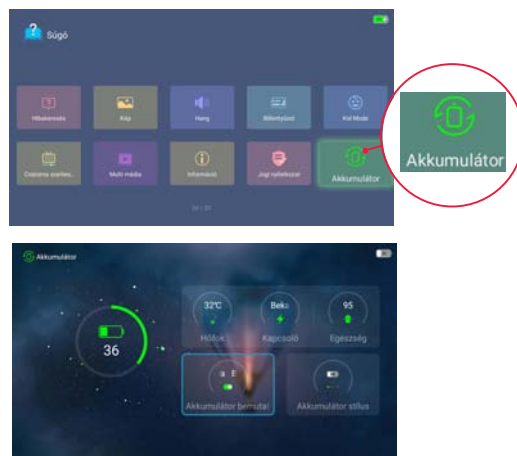 Súgó
Hibakeresés Kép Hang Billentyűzet Kid Mode
Multi média Információ Jogi nyilatkozat Akkumulátor
Akkumulátor
Akkumulátor
36
32°C Beka 95
Hőfok Kapcsoló Egészség
Akkumulátor bemutat Akkumulátor stílus